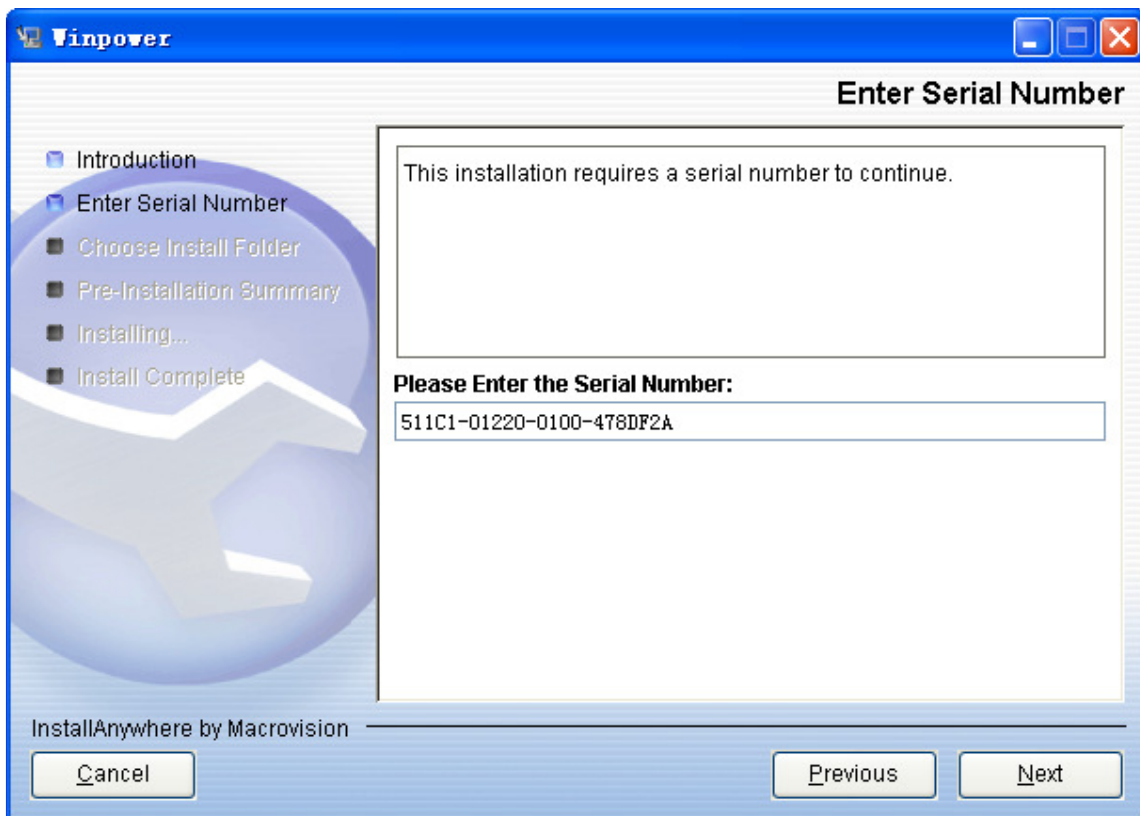 Winpower
Enter Serial Number
Introduction
Enter Serial Number
Choose Install Folder
Pre-Installation Summary
Installing...
Install Complete
This installation requires a serial number to continue.
Please Enter the Serial Number:
511C1-01220-0100-478DF2A
InstallAnywhere by Macrovision
Cancel
Previous
Next